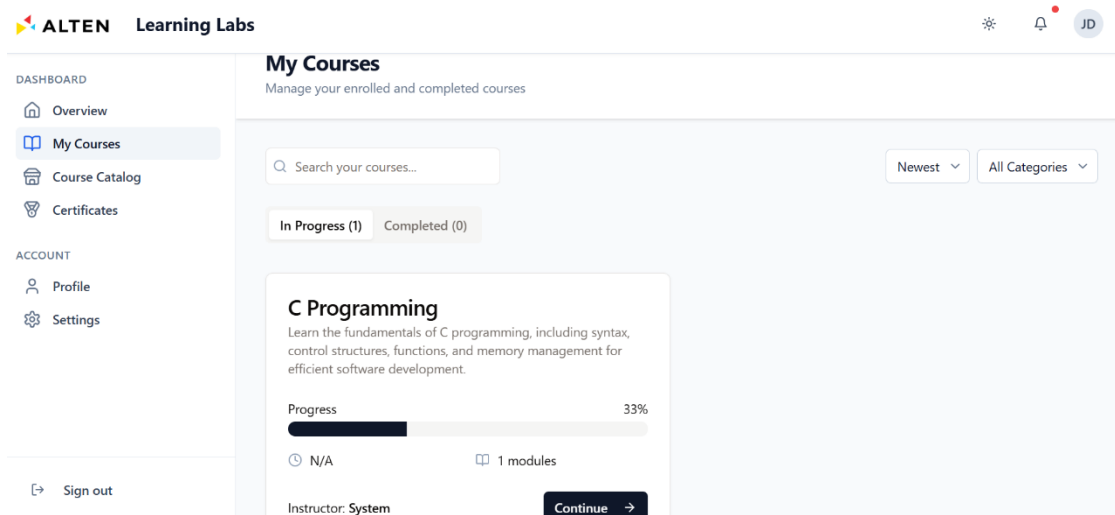 ALTEN Learning Labs JD
DASHBOARD
Overview
My Courses
Course Catalog
Certificates
ACCOUNT
Profile
Settings
Sign out
My Courses
Manage your enrolled and completed courses
Search your courses...
Newest All Categories
In Progress (1) Completed (0)
C Programming
Learn the fundamentals of C programming, including syntax,
control structures, functions, and memory management for
efficient software development.
Progress 33%
N/A 1 modules
Instructor: System Continue